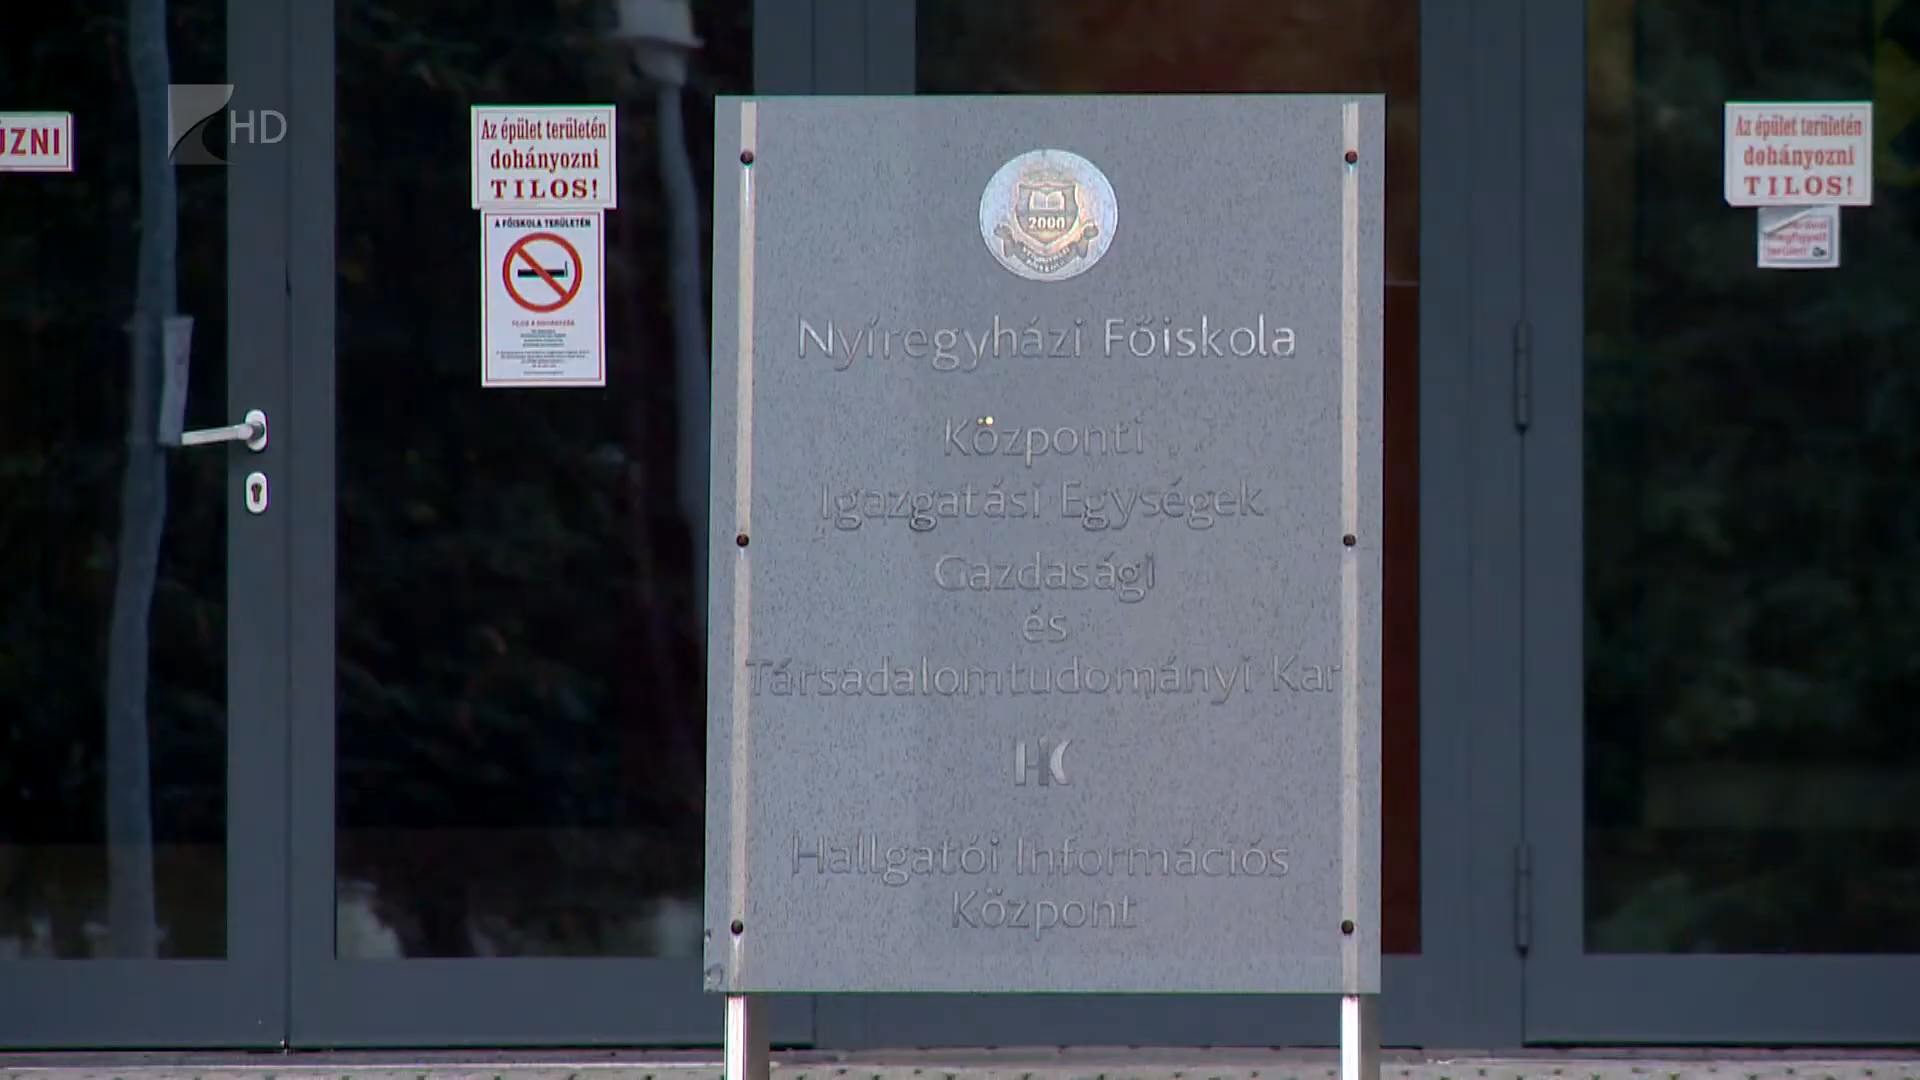 HD
Az épület területén
dohányozni
TILOS!
A FŐISKOLA TERÜLETÉN
2000
Nyíregyházi Főiskola
Központi
Igazgatási Egységek
Gazdasági
és
Társadalomtudományi Kar
HK
Hallgatói Információs
Központ
Az épület területén
dohányozni
TILOS!